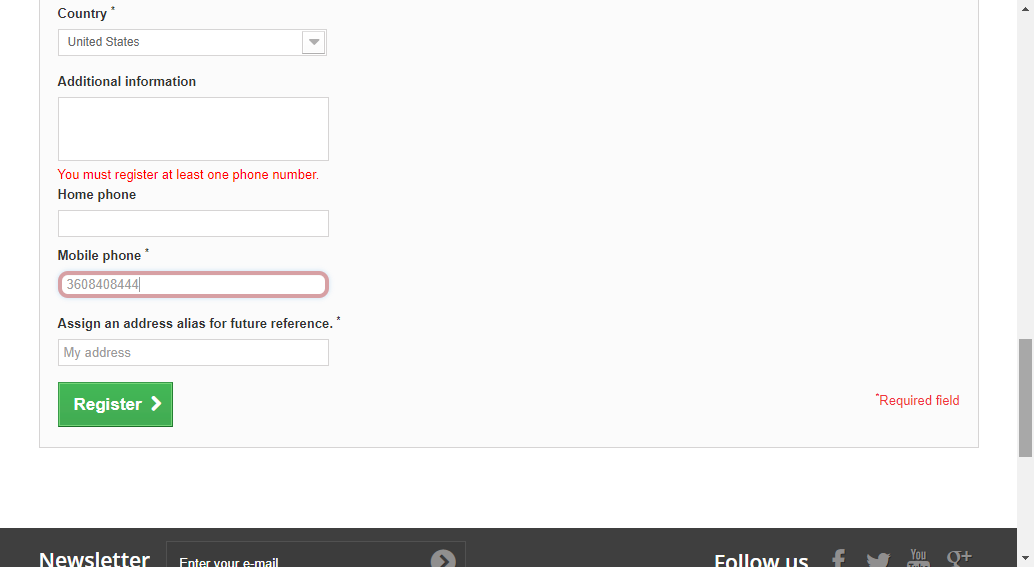 Country *
United States
Additional information
You must register at least one phone number.
Home phone
Mobile phone *
3608408444
Assign an address alias for future reference. *
My address
Register
*Required field
Newsletter
Enter your e-mail
Follow us
You
Tube
g+